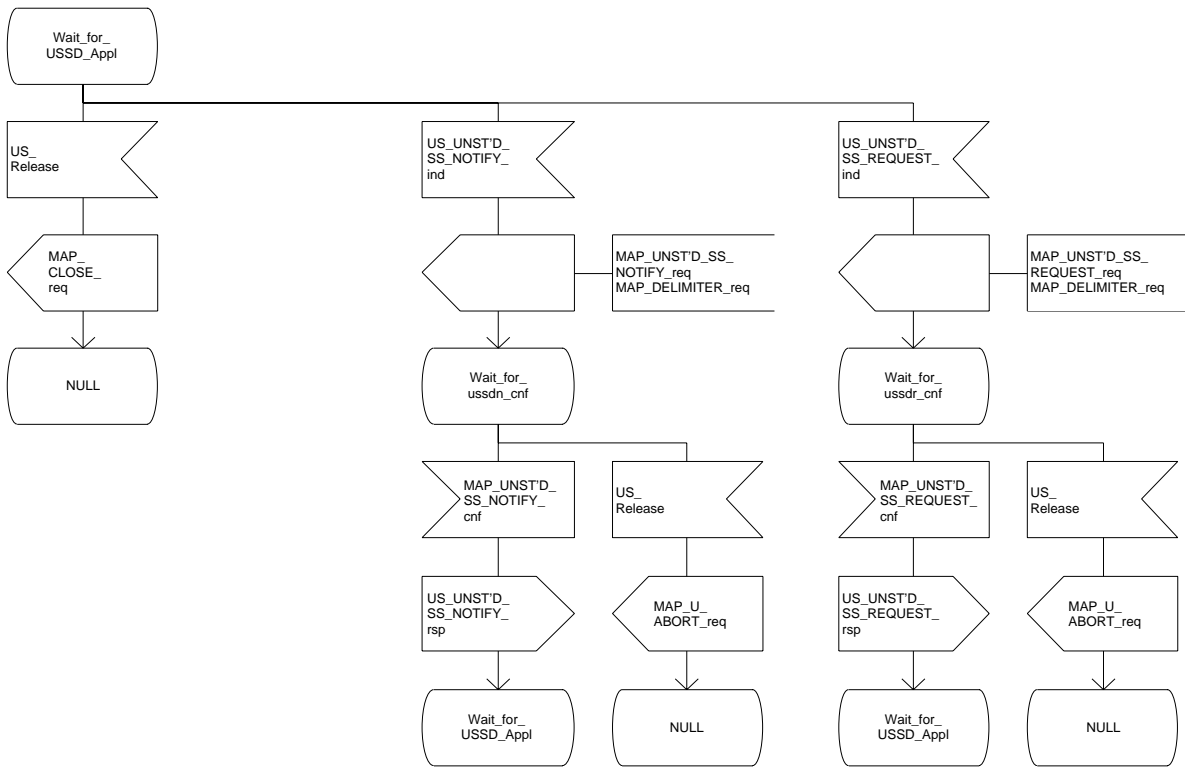 Wait_for_
USSD_Appl
US_
Release
US_UNST'D_
SS_NOTIFY_
ind
US_UNST'D_
SS_REQUEST_
ind
MAP_
CLOSE_
req
MAP_UNST'D_SS_
NOTIFY_req
MAP_DELIMITER_req
MAP_UNST'D_SS_
REQUEST_req
MAP_DELIMITER_req
NULL
Wait_for_
ussdn_cnf
Wait_for_
ussdr_cnf
MAP_UNST'D_
SS_NOTIFY_
cnf
US_
Release
MAP_UNST'D_
SS_REQUEST_
cnf
US_
Release
US_UNST'D_
SS_NOTIFY_
rsp
MAP_U_
ABORT_req
US_UNST'D_
SS_REQUEST_
rsp
MAP_U_
ABORT_req
Wait_for_
USSD_Appl
NULL
Wait_for_
USSD_Appl
NULL